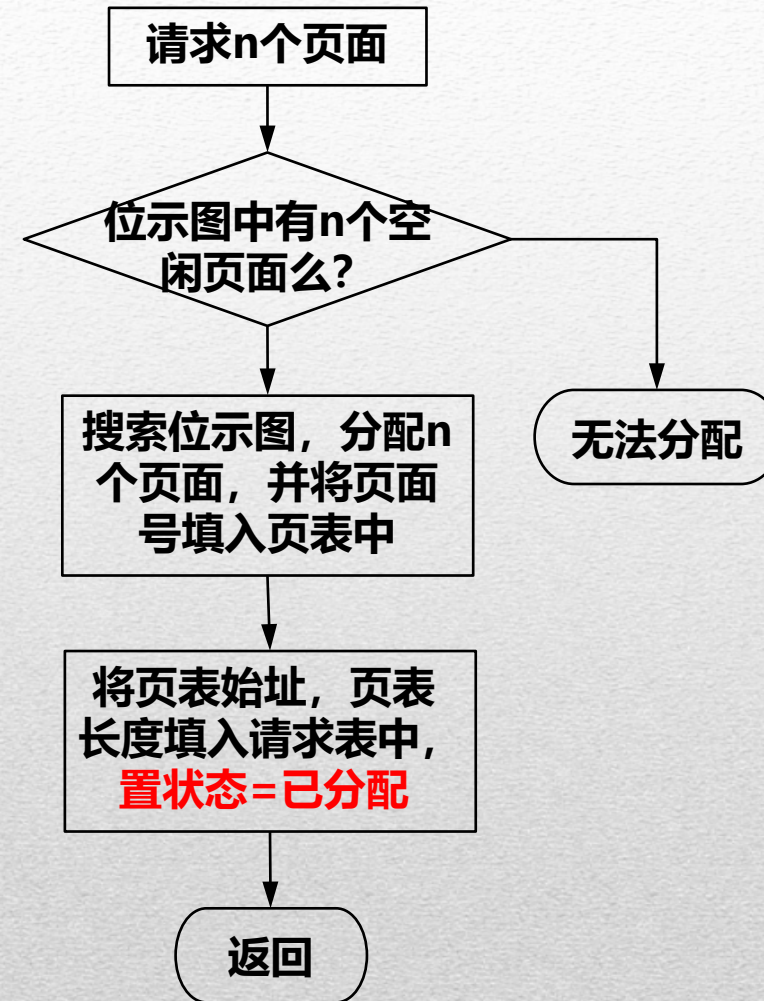 请求n个页面
位示图中有n个空
闲页面么？
搜索位示图，分配n
个页面，并将页面
号填入页表中
无法分配
将页表始址，页表
长度填入请求表中，
置状态=已分配
返回